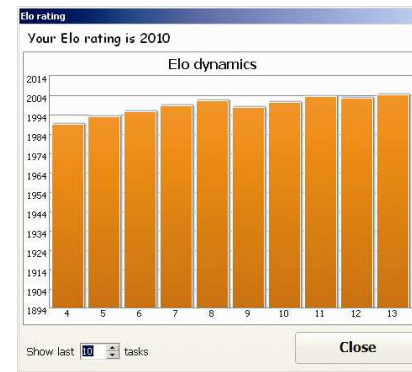 Elo rating
Your Elo rating is 2010
Elo dynamics
2014
2004
1994
1984
1974
1964
1954
1944
1934
1924
1914
1904
1894
4 5 6 7 8 9 10 11 12 13
Show last 10 tasks
Close